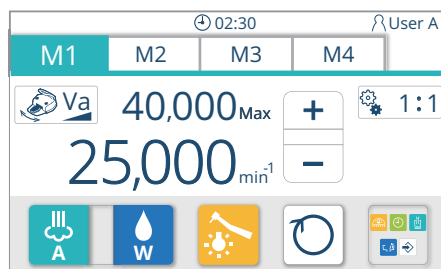 02:30 User A
M1 M2 M3 M4
Va 40,000 Max + 1:1
25,000 min-1 −
A W